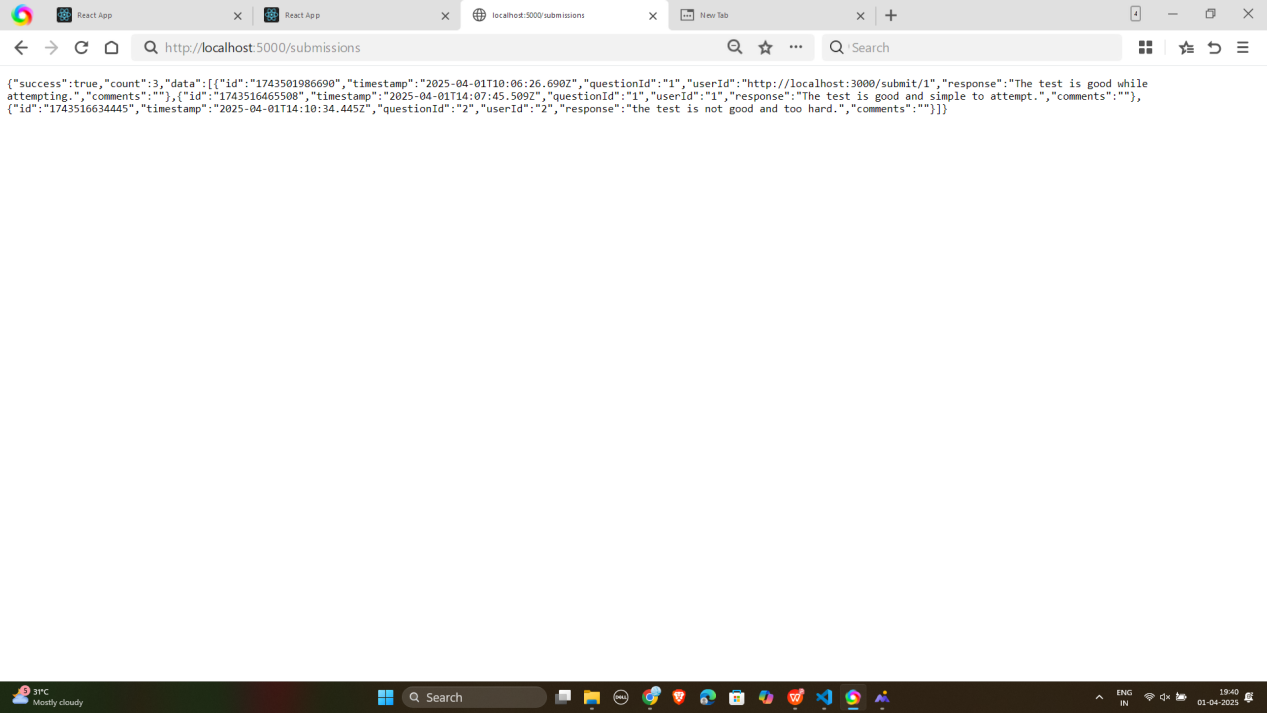 React App
React App
localhost:5000/submissions
New Tab
4
http://localhost:5000/submissions
Search
{"success":true,"count":3,"data":[{"id":"1743501986690","timestamp":"2025-04-01T10:06:26.690Z","questionId":"1","userId":"http://localhost:3000/submit/1","response":"The test is good while
attempting.","comments":""},{"id":"1743516465508","timestamp":"2025-04-01T14:07:45.509Z","questionId":"1","userId":"1","response":"The test is good and simple to attempt.","comments":""},
{"id":"1743516634445","timestamp":"2025-04-01T14:10:34.445Z","questionId":"2","userId":"2","response":"the test is not good and too hard.","comments":""}]}
5
31°C
Mostly cloudy
Search
DELL
ENG
IN
19:40
01-04-2025